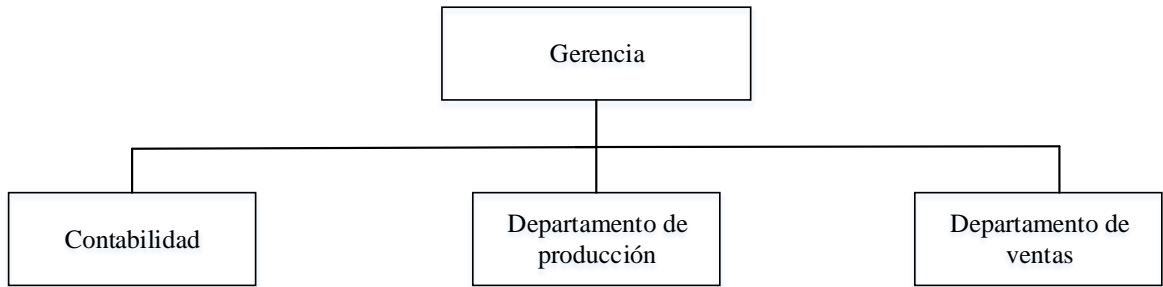 Gerencia
Contabilidad
Departamento de
producción
Departamento de
ventas